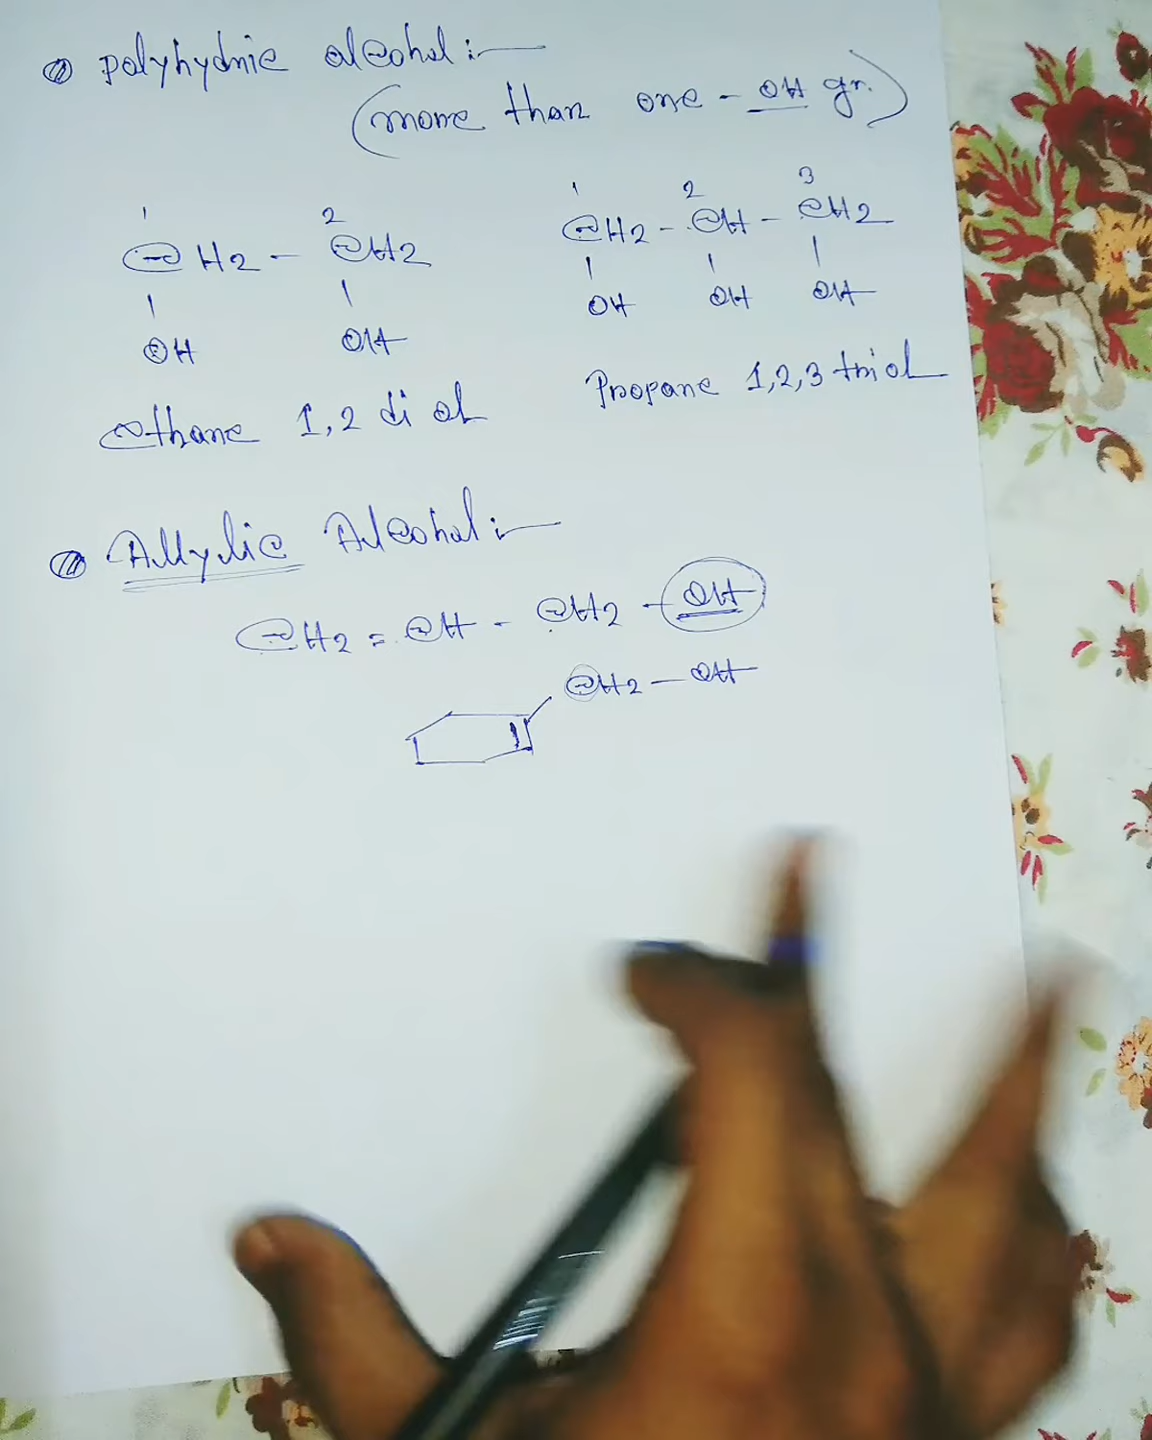 polyhydric alcohol :-
(more than one - OH gr.)
1 2
CH2 - CH2
OH OH
ethane 1,2 di ol
1 2 3
CH2 - CH - CH2
OH OH OH
Propane 1,2,3 triol
Allylic Alcohol :-
CH2 = CH - CH2 - OH
CH2 - OH